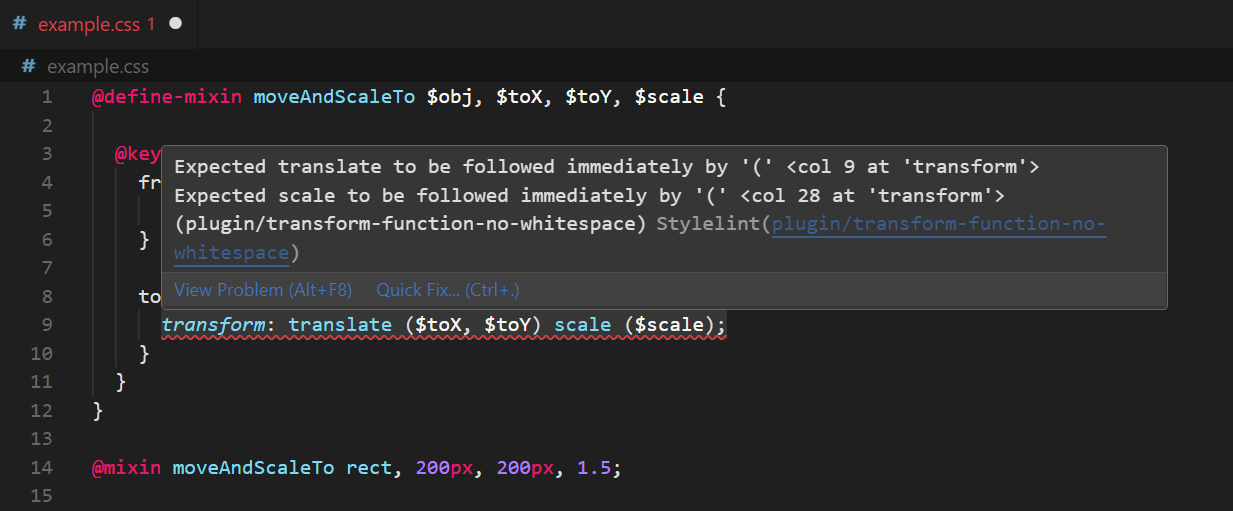 # example.css 1 ●
# example.css
1 @define-mixin moveAndScaleTo $obj, $toX, $toY, $scale {
2
3 @key
Expected translate to be followed immediately by '(' <col 9 at 'transform'>
4 fr
Expected scale to be followed immediately by '(' <col 28 at 'transform'>
5
(plugin/transform-function-no-whitespace) Stylelint(plugin/transform-function-no-
6 }
whitespace)
7
View Problem (Alt+F8) Quick Fix... (Ctrl+.)
8 to
9 transform: translate ($toX, $toY) scale ($scale);
10 }
11 }
12 }
13
14 @mixin moveAndScaleTo rect, 200px, 200px, 1.5;
15